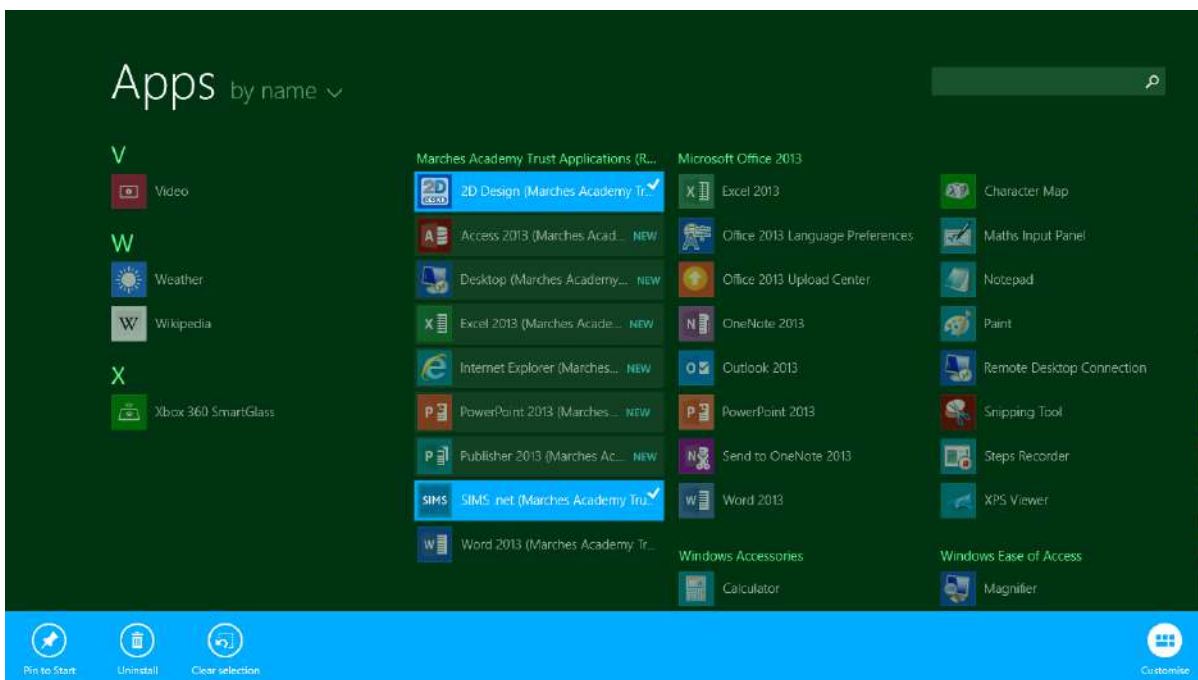 Apps by name
V
Video
W
Weather
W Wikipedia
X
Xbox 360 SmartGlass
Marches Academy Trust Applications (R...
2D DESIGN 2D Design (Marches Academy Tr...
A Access 2013 (Marches Acad... NEW
Desktop (Marches Academy... NEW
X Excel 2013 (Marches Acade... NEW
Internet Explorer (Marches... NEW
P PowerPoint 2013 (Marches... NEW
P Publisher 2013 (Marches Ac... NEW
SIMS SIMS .net (Marches Academy Tru...
W Word 2013 (Marches Academy Tr...
Microsoft Office 2013
X Excel 2013
Office 2013 Language Preferences
Office 2013 Upload Center
N OneNote 2013
O Outlook 2013
P PowerPoint 2013
N Send to OneNote 2013
W Word 2013
Windows Accessories
Calculator
Character Map
Maths Input Panel
Notepad
Paint
Remote Desktop Connection
Snipping Tool
Steps Recorder
XPS Viewer
Windows Ease of Access
Magnifier
Pin to Start
Uninstall
Clear selection
Customise